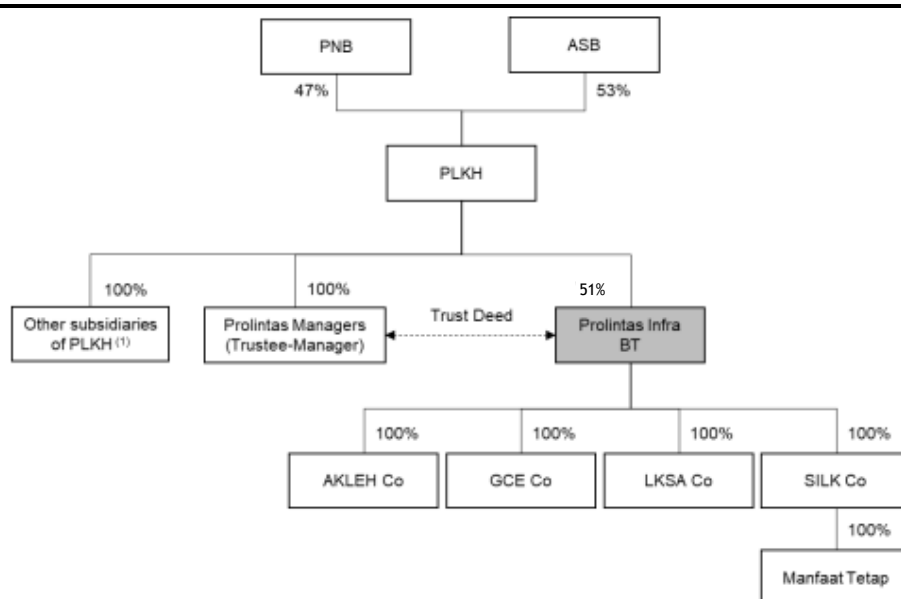 PNB
ASB
47%
53%
PLKH
100%
100%
51%
Other subsidiaries
of PLKH (1)
Prolintas Managers
(Trustee-Manager)
Trust Deed
Prolintas Infra
BT
100%
100%
100%
100%
AKLEH Co
GCE Co
LKSA Co
SILK Co
100%
Manfaat Tetap